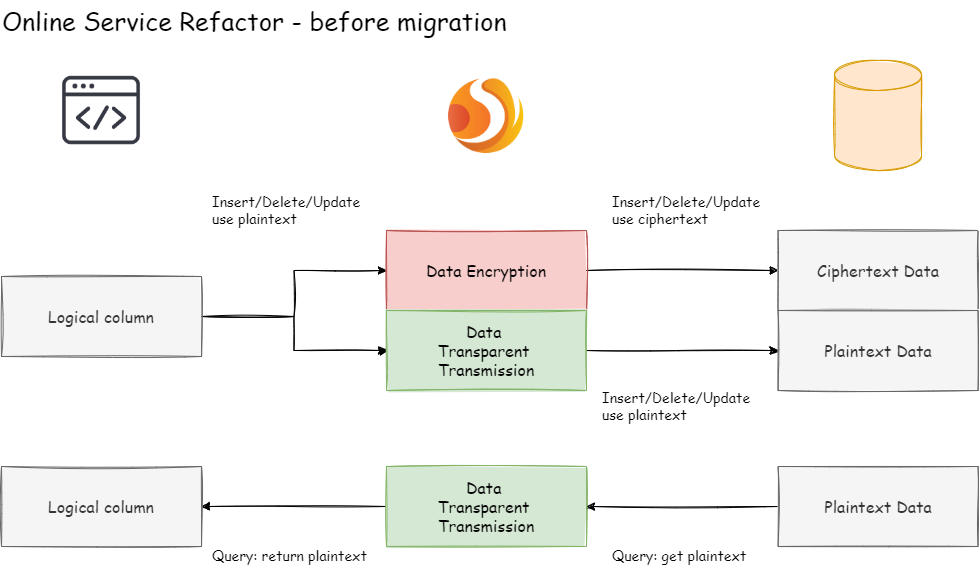 Online Service Refactor - before migration
</>
Insert/Delete/Update
use plaintext
Insert/Delete/Update
use ciphertext
Data Encryption
Ciphertext Data
Logical column
Data
Transparent
Transmission
Plaintext Data
Insert/Delete/Update
use plaintext
Logical column
Data
Transparent
Transmission
Plaintext Data
Query: return plaintext
Query: get plaintext